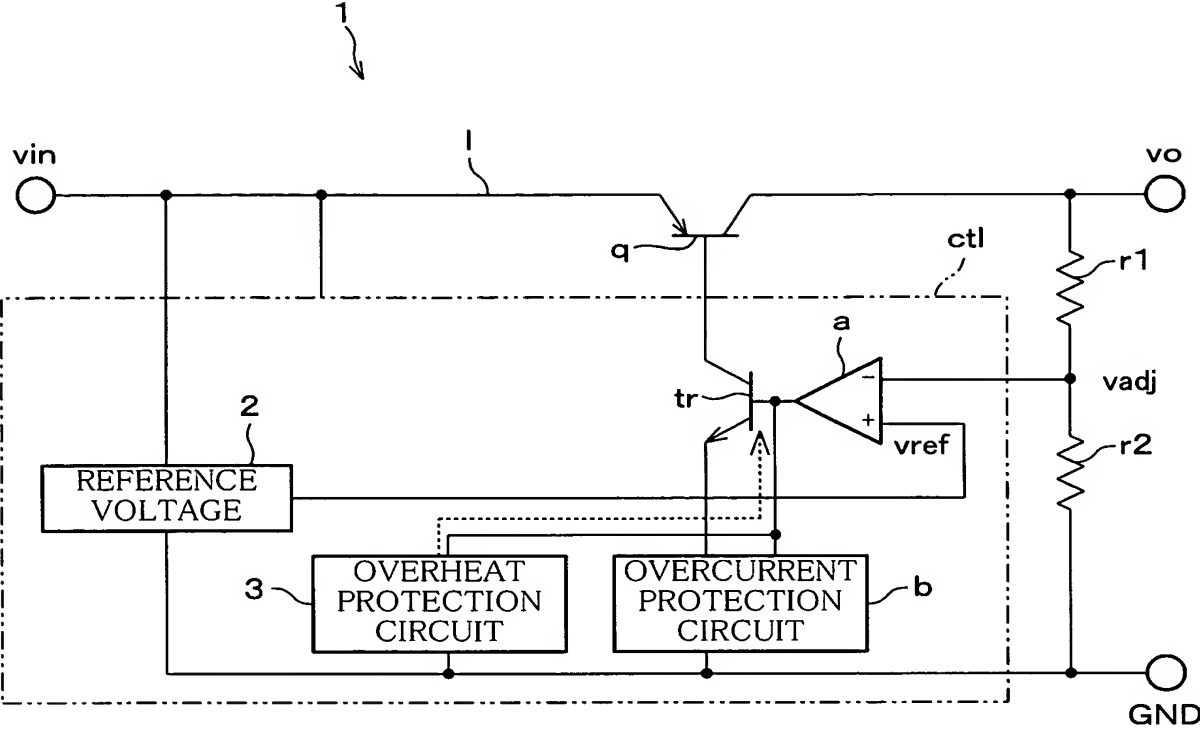 1
vin
l
vo
q
ctl
r1
a
−
tr
vadj
2
+
vref
r2
REFERENCE
VOLTAGE
3
OVERHEAT
PROTECTION
CIRCUIT
OVERCURRENT
PROTECTION
CIRCUIT
b
GND